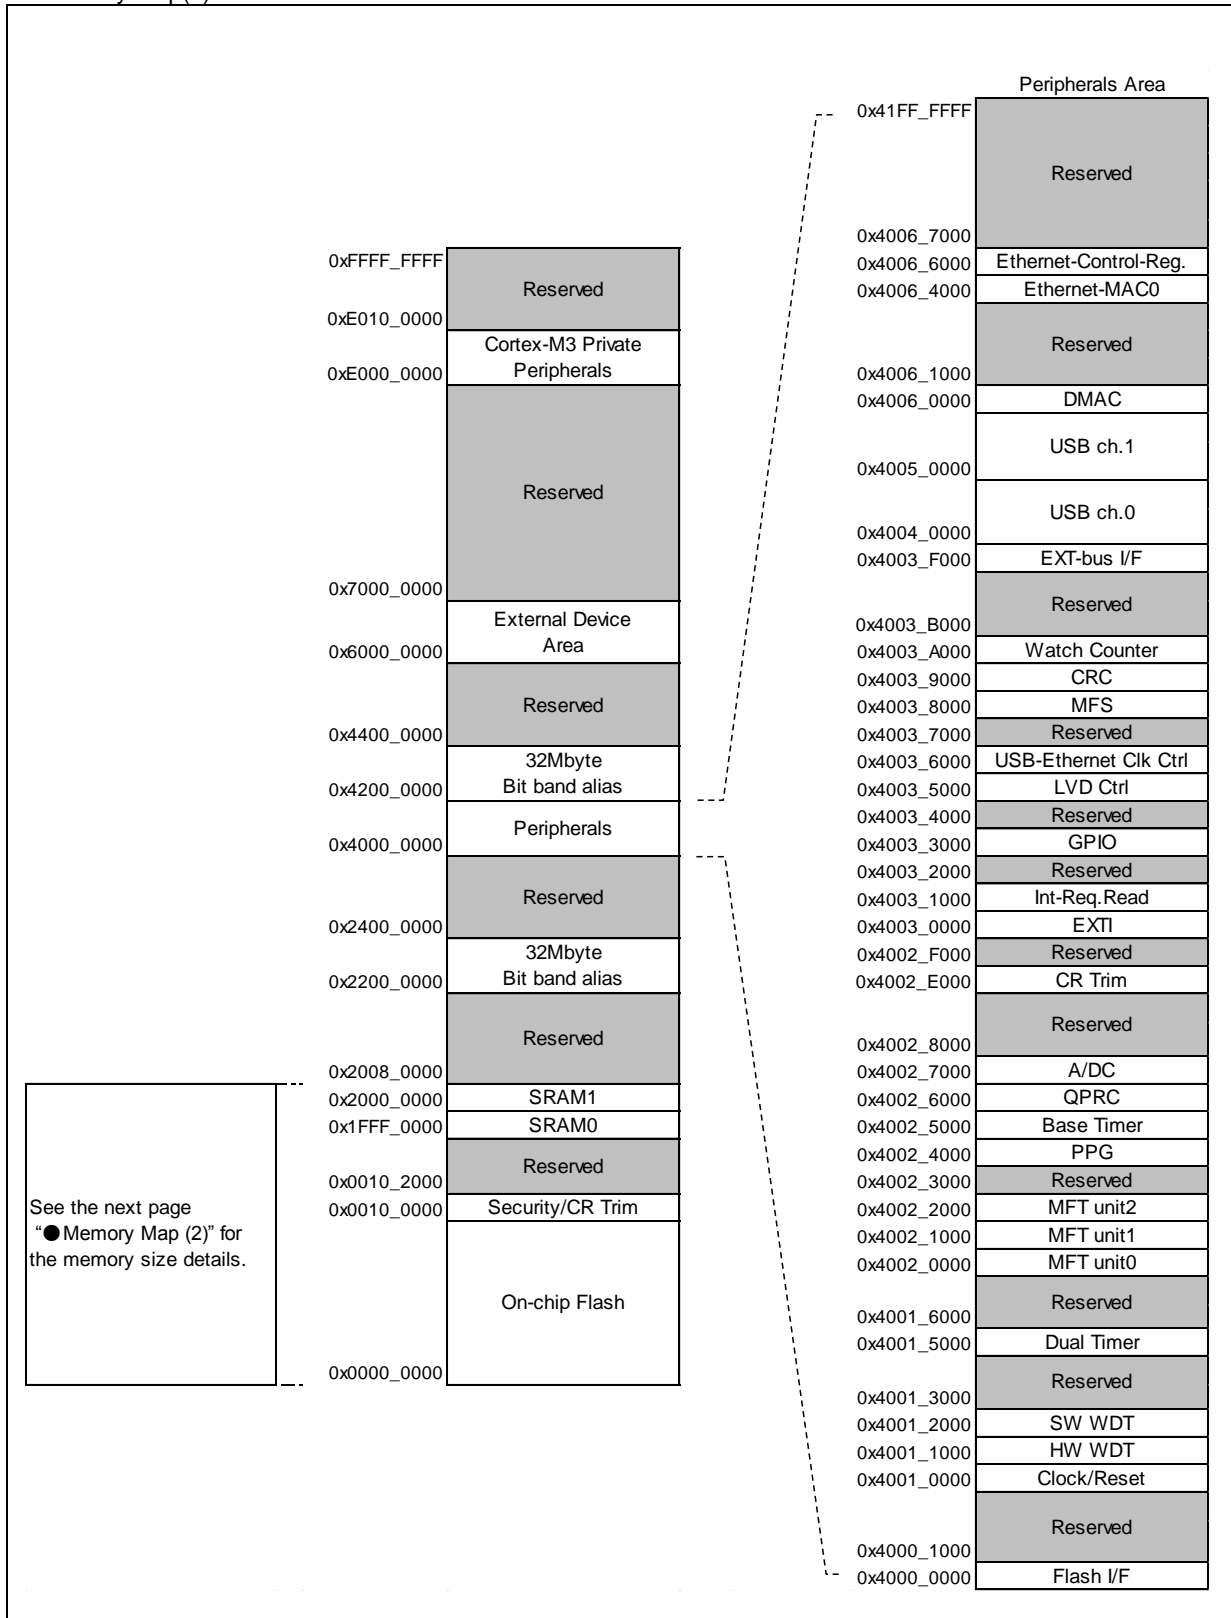 Peripherals Area
0x41FF_FFFF
Reserved
0x4006_7000
0x4006_6000 Ethernet-Control-Reg.
0x4006_4000 Ethernet-MAC0
Reserved
0x4006_1000
0x4006_0000 DMAC
USB ch.1
0x4005_0000
USB ch.0
0x4004_0000
0x4003_F000 EXT-bus I/F
Reserved
0x4003_B000
0x4003_A000 Watch Counter
0x4003_9000 CRC
0x4003_8000 MFS
0x4003_7000 Reserved
0x4003_6000 USB-Ethernet Clk Ctrl
0x4003_5000 LVD Ctrl
0x4003_4000 Reserved
0x4003_3000 GPIO
0x4003_2000 Reserved
0x4003_1000 Int-Req.Read
0x4003_0000 EXTI
0x4002_F000 Reserved
0x4002_E000 CR Trim
Reserved
0x4002_8000
0x4002_7000 A/DC
0x4002_6000 QPRC
0x4002_5000 Base Timer
0x4002_4000 PPG
0x4002_3000 Reserved
0x4002_2000 MFT unit2
0x4002_1000 MFT unit1
0x4002_0000 MFT unit0
Reserved
0x4001_6000
0x4001_5000 Dual Timer
Reserved
0x4001_3000
0x4001_2000 SW WDT
0x4001_1000 HW WDT
0x4001_0000 Clock/Reset
Reserved
0x4000_1000
0x4000_0000 Flash I/F
0xFFFF_FFFF
Reserved
0xE010_0000
Cortex-M3 Private
0xE000_0000 Peripherals
Reserved
0x7000_0000
External Device
0x6000_0000 Area
Reserved
0x4400_0000
32Mbyte
0x4200_0000 Bit band alias
Peripherals
0x4000_0000
Reserved
0x2400_0000
32Mbyte
0x2200_0000 Bit band alias
Reserved
0x2008_0000
0x2000_0000 SRAM1
0x1FFF_0000 SRAM0
Reserved
0x0010_2000
0x0010_0000 Security/CR Trim
On-chip Flash
0x0000_0000
See the next page
“●Memory Map (2)” for
the memory size details.